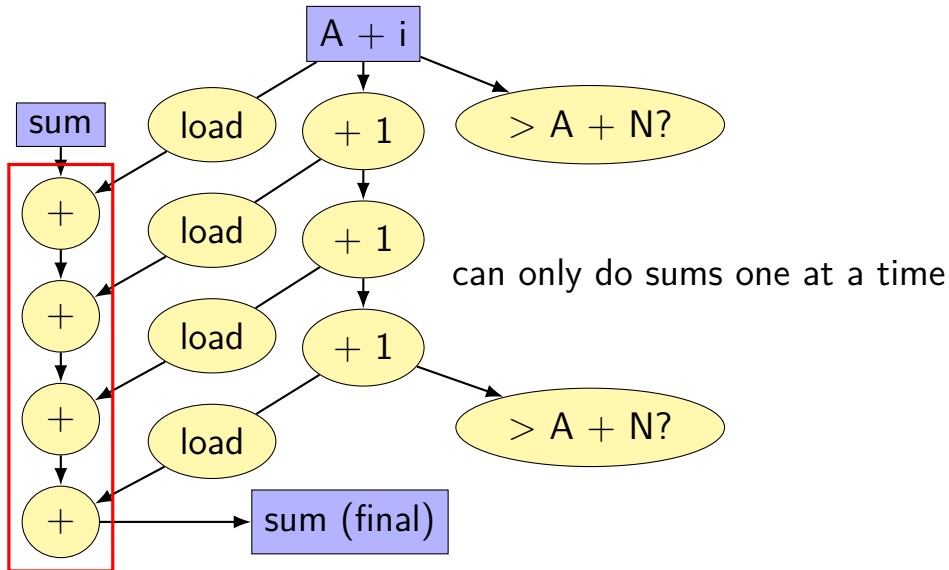 A + i
sum
load
+ 1
> A + N?
+
load
+ 1
+
load
+ 1
can only do sums one at a time
+
load
> A + N?
+
sum (final)